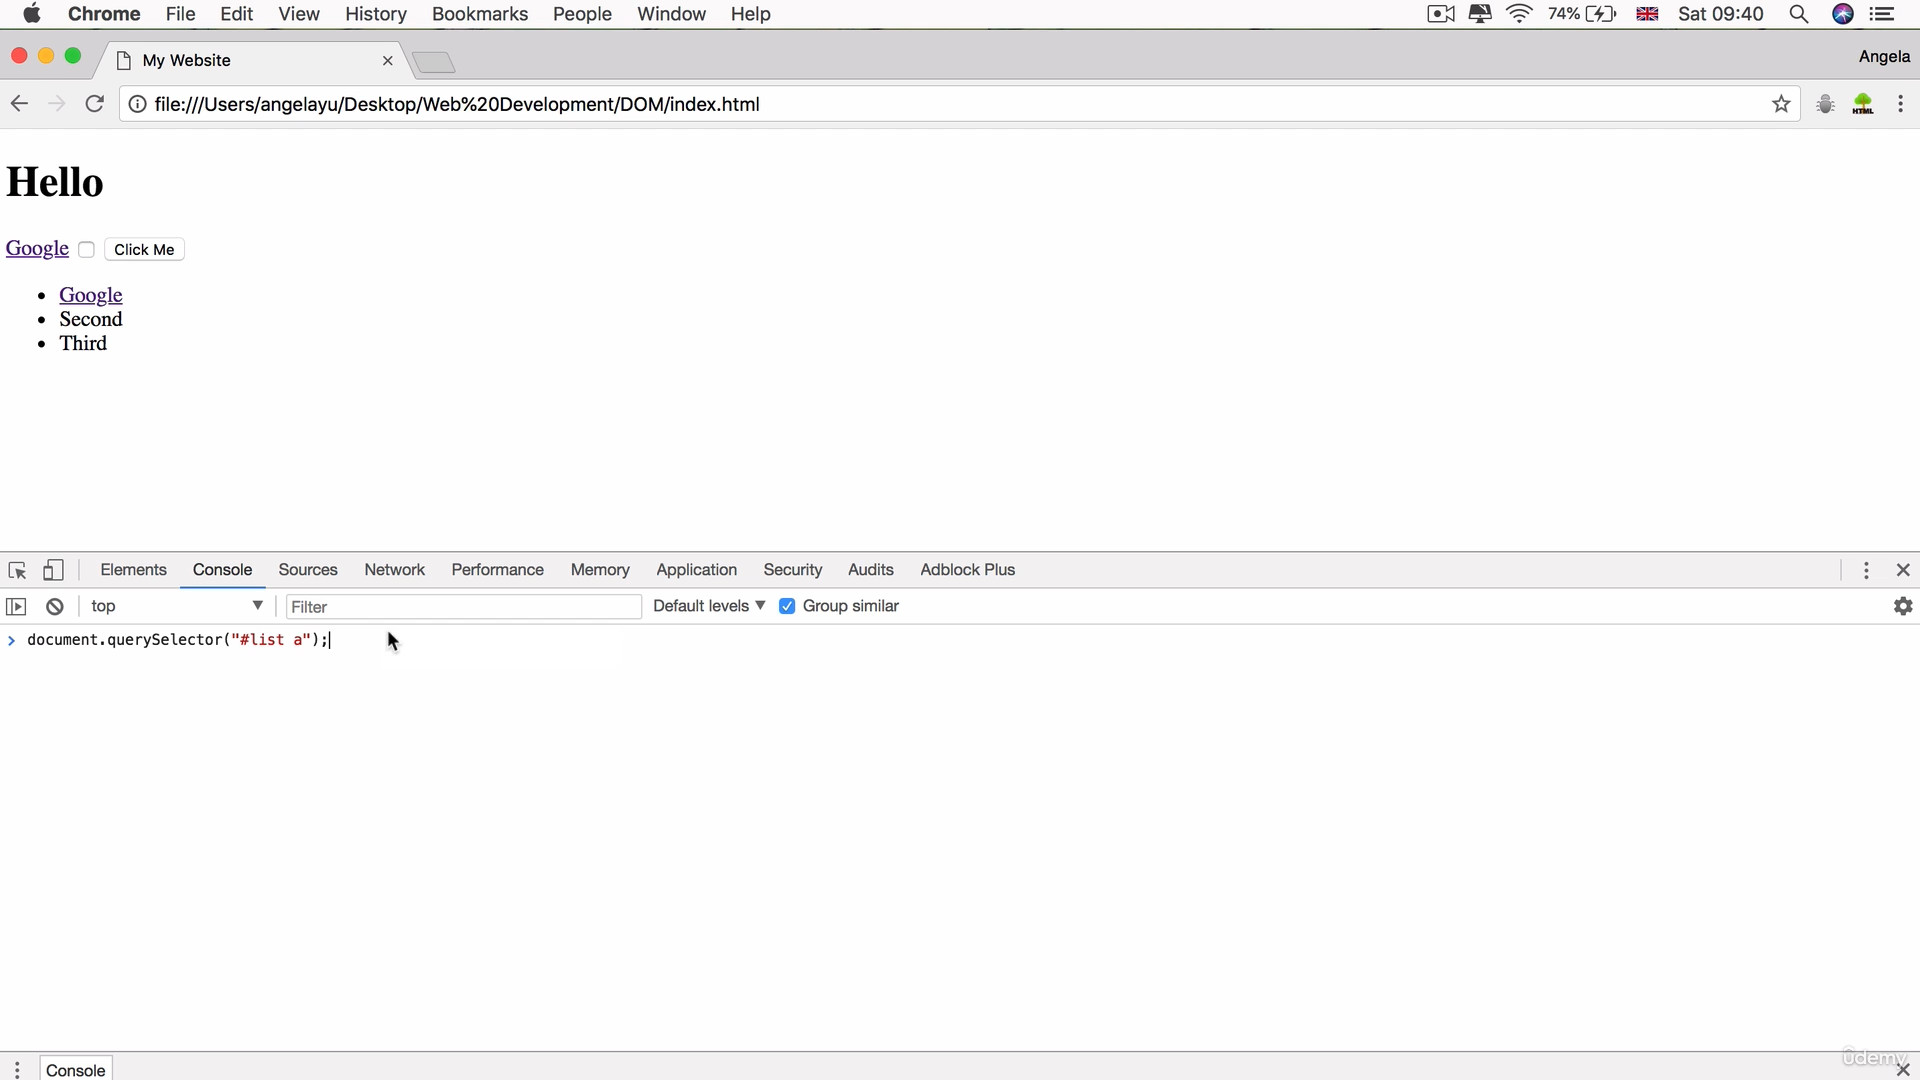 Chrome File Edit View History Bookmarks People Window Help 74% Sat 09:40
My Website Angela
file:///Users/angelayu/Desktop/Web%20Development/DOM/index.html HTML
Hello
Google Click Me
Google
Second
Third
Elements Console Sources Network Performance Memory Application Security Audits Adblock Plus
top Filter Default levels Group similar
document.querySelector("#list a");
Console
ûdemy